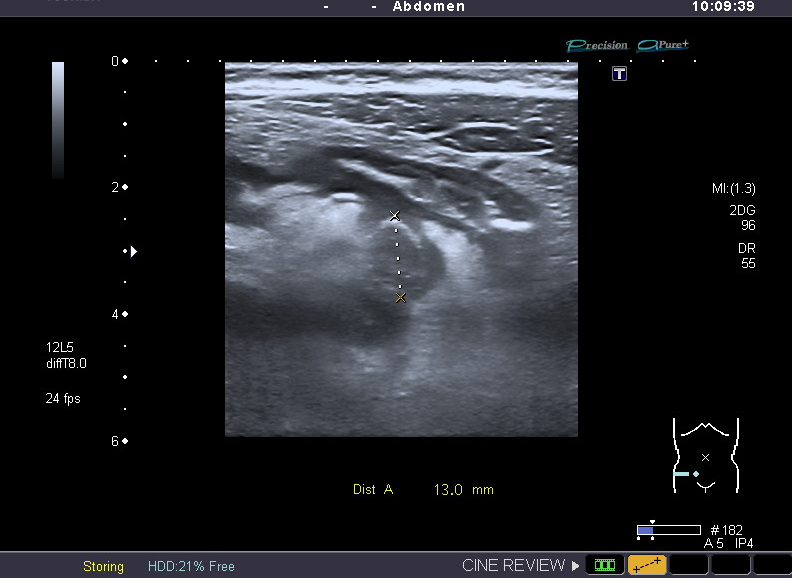 - - Abdomen 10:09:39
Precision APure+
T
0
2
4
6
MI:(1.3)
2DG
96
DR
55
12L5
diffT8.0
24 fps
Dist A 13.0 mm
#182
A 5 IP4
Storing HDD:21% Free CINE REVIEW